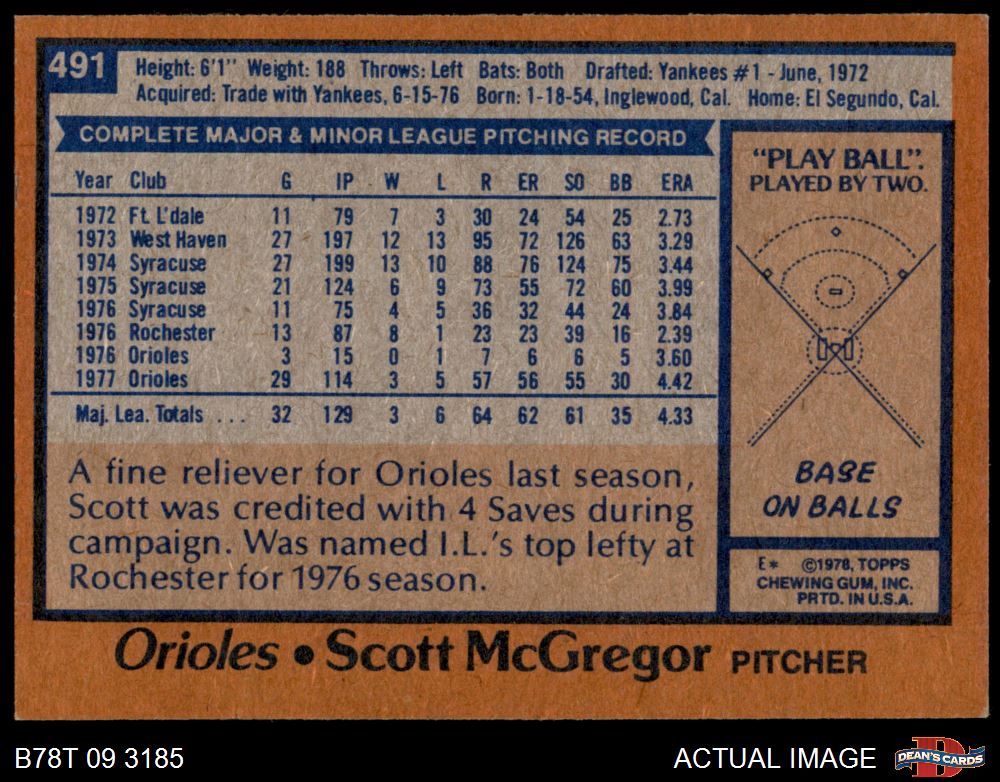 491
Height: 6'1" Weight: 188 Throws: Left Bats: Both Drafted: Yankees #1 - June, 1972
Acquired: Trade with Yankees, 6-15-76 Born: 1-18-54, Inglewood, Cal. Home: El Segundo, Cal.
COMPLETE MAJOR & MINOR LEAGUE PITCHING RECORD
Year Club G IP W L R ER SO BB ERA
1972 Ft. L'dale 11 79 7 3 30 24 54 25 2.73
1973 West Haven 27 197 12 13 95 72 126 63 3.29
1974 Syracuse 27 199 13 10 88 76 124 75 3.44
1975 Syracuse 21 124 6 9 73 55 72 60 3.99
1976 Syracuse 11 75 4 5 36 32 44 24 3.84
1976 Rochester 13 87 8 1 23 23 39 16 2.39
1976 Orioles 3 15 0 1 7 6 6 5 3.60
1977 Orioles 29 114 3 5 57 56 55 30 4.42
Maj. Lea. Totals ... 32 129 3 6 64 62 61 35 4.33
A fine reliever for Orioles last season,
Scott was credited with 4 Saves during
campaign. Was named I.L.'s top lefty at
Rochester for 1976 season.
"PLAY BALL".
PLAYED BY TWO.
BASE
ON BALLS
E* ©1978, TOPPS
CHEWING GUM, INC.
PRTD. IN U.S.A.
Orioles • Scott McGregor PITCHER
B78T 09 3185
ACTUAL IMAGE
D
DEAN'S CARDS